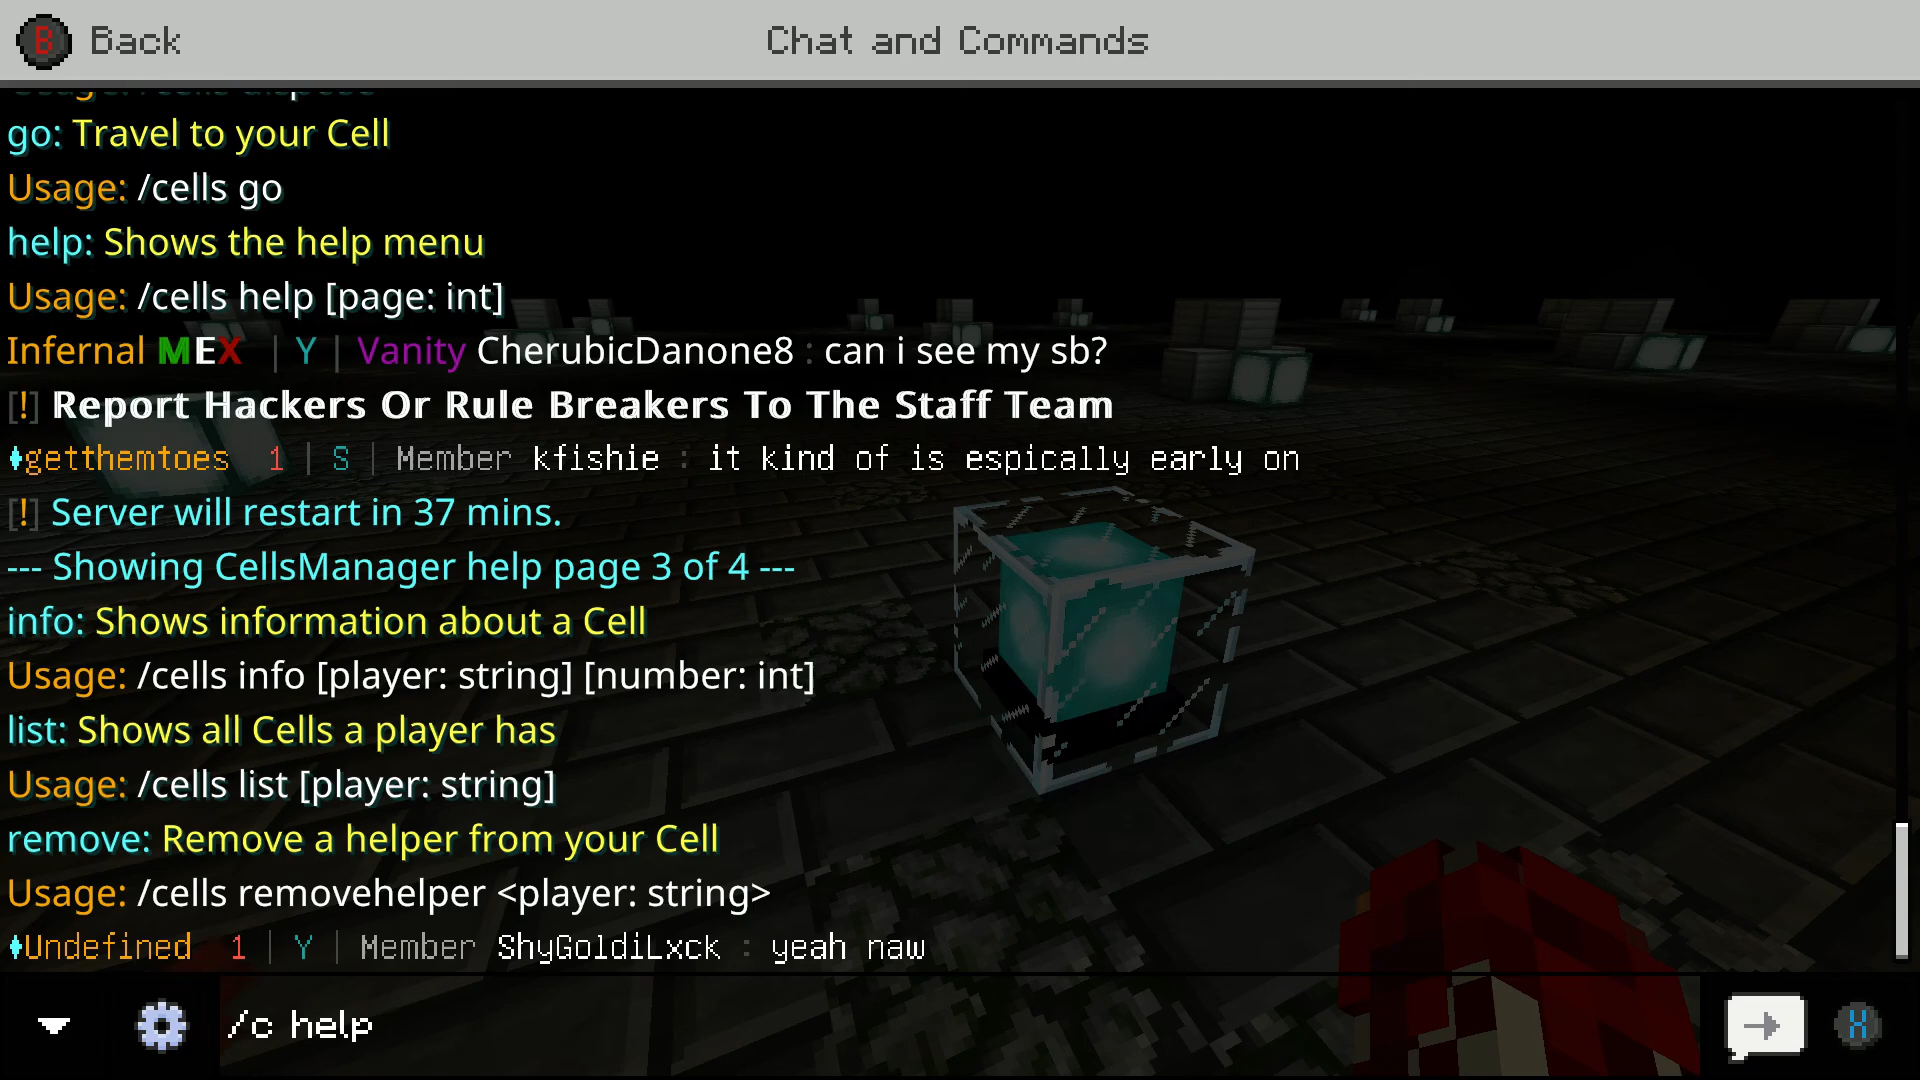 B Back
Chat and Commands
Usage: /cells dispose
go: Travel to your Cell
Usage: /cells go
help: Shows the help menu
Usage: /cells help [page: int]
Infernal MEX | Y | Vanity CherubicDanone8 : can i see my sb?
[!] Report Hackers Or Rule Breakers To The Staff Team
getthemtoes 1 | S | Member kfishie : it kind of is espically early on
[!] Server will restart in 37 mins.
--- Showing CellsManager help page 3 of 4 ---
info: Shows information about a Cell
Usage: /cells info [player: string] [number: int]
list: Shows all Cells a player has
Usage: /cells list [player: string]
remove: Remove a helper from your Cell
Usage: /cells removehelper <player: string>
Undefined 1 | Y | Member ShyGoldiLxck : yeah naw
/c help
X